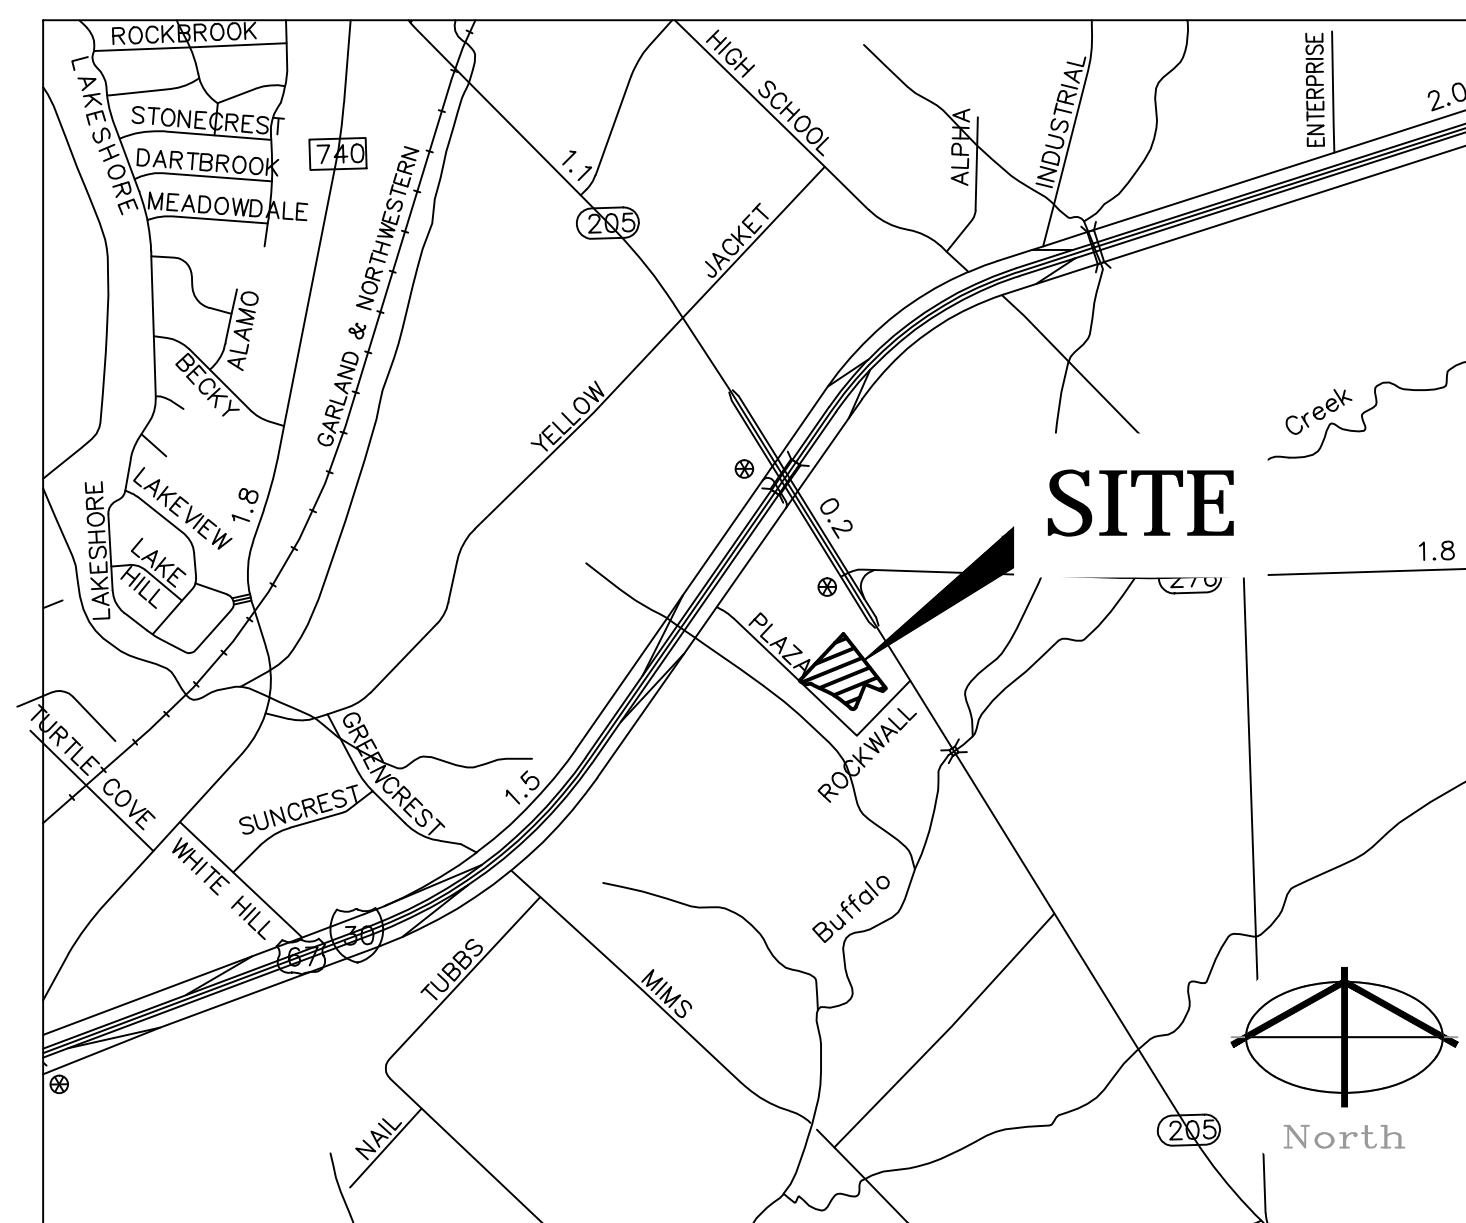 ROCKBROOK
LAKESHORE
STONECREST
DARTBROOK
MEADOWDALE
740
HIGH SCHOOL
ALPHA
INDUSTRIAL
ENTERPRISE
2.0
1.1
205
JACKET
GARLAND & NORTHWESTERN
ALAMO
BECKY
YELLOW
Creek
SITE
LAKESHORE
LAKEVIEW
1.8
LAKE
HILL
0.2
1.8
276
PLAZA
ROCKWALL
TURTLE COVE
GREENCREST
SUNCREST
1.5
WHITE HILL
67
30
TUBBS
MIMS
Buffalo
NAIL
205
North